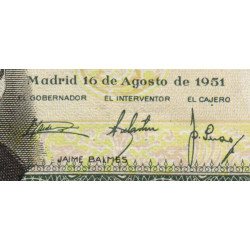 Madrid 16 de Agosto de 1951
EL GOBERNADOR EL INTERVENTOR EL CAJERO
JAIME BALMES